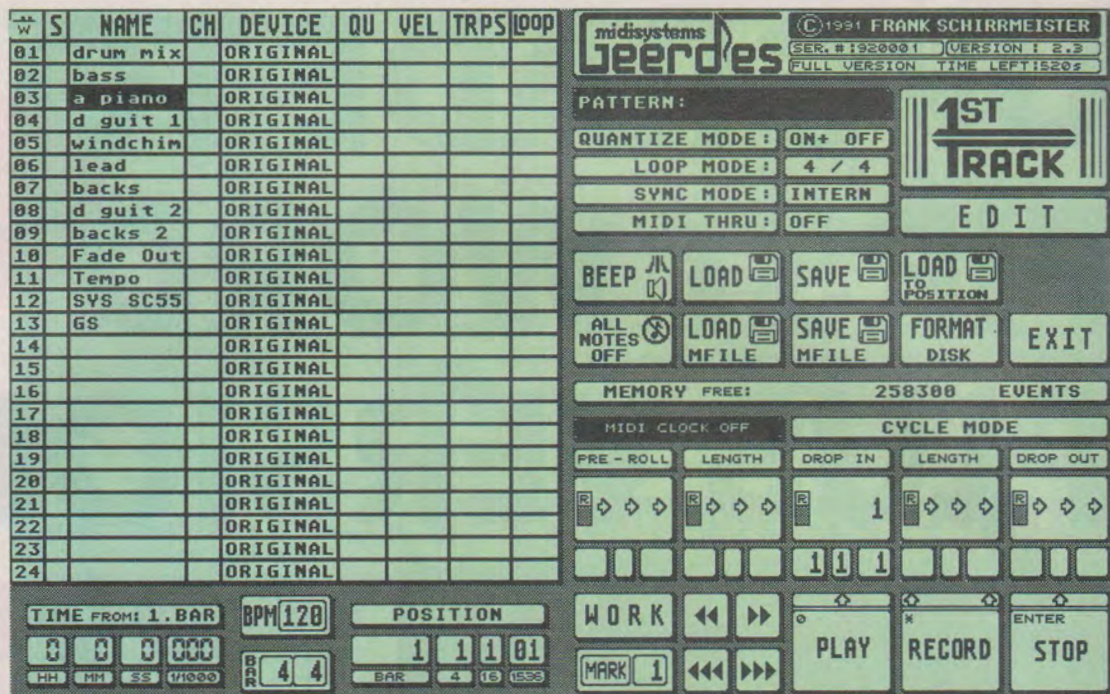 W S NAME CH DEVICE QU VEL TRPS LOOP
01 drum mix ORIGINAL
02 bass ORIGINAL
03 a piano ORIGINAL
04 d guit 1 ORIGINAL
05 windchim ORIGINAL
06 lead ORIGINAL
07 backs ORIGINAL
08 d guit 2 ORIGINAL
09 backs 2 ORIGINAL
10 Fade Out ORIGINAL
11 Tempo ORIGINAL
12 SYS SC55 ORIGINAL
13 GS ORIGINAL
14 ORIGINAL
15 ORIGINAL
16 ORIGINAL
17 ORIGINAL
18 ORIGINAL
19 ORIGINAL
20 ORIGINAL
21 ORIGINAL
22 ORIGINAL
23 ORIGINAL
24 ORIGINAL
TIME FROM: 1. BAR
0 0 0 000
HH MM SS 1/1000
BPM 120
BAR 4 4
POSITION
1 1 1 01
BAR 4 16 1536
midisystems
Geerdes
© 1991 FRANK SCHIRRMEISTER
SER. #:920001 VERSION : 2.3
FULL VERSION TIME LEFT:520s
PATTERN:
QUANTIZE MODE: ON+ OFF
LOOP MODE: 4 / 4
SYNC MODE: INTERN
MIDI THRU: OFF
1ST
TRACK
EDIT
BEEP LOAD SAVE LOAD TO POSITION
ALL NOTES OFF LOAD MFILE SAVE MFILE FORMAT DISK EXIT
MEMORY FREE: 258300 EVENTS
MIDI CLOCK OFF CYCLE MODE
PRE-ROLL LENGTH DROP IN LENGTH DROP OUT
R R R 1 R R
1 1 1
WORK ◀◀ ▶▶
MARK 1 ◀◀◀ ▶▶▶
PLAY
* RECORD
ENTER STOP